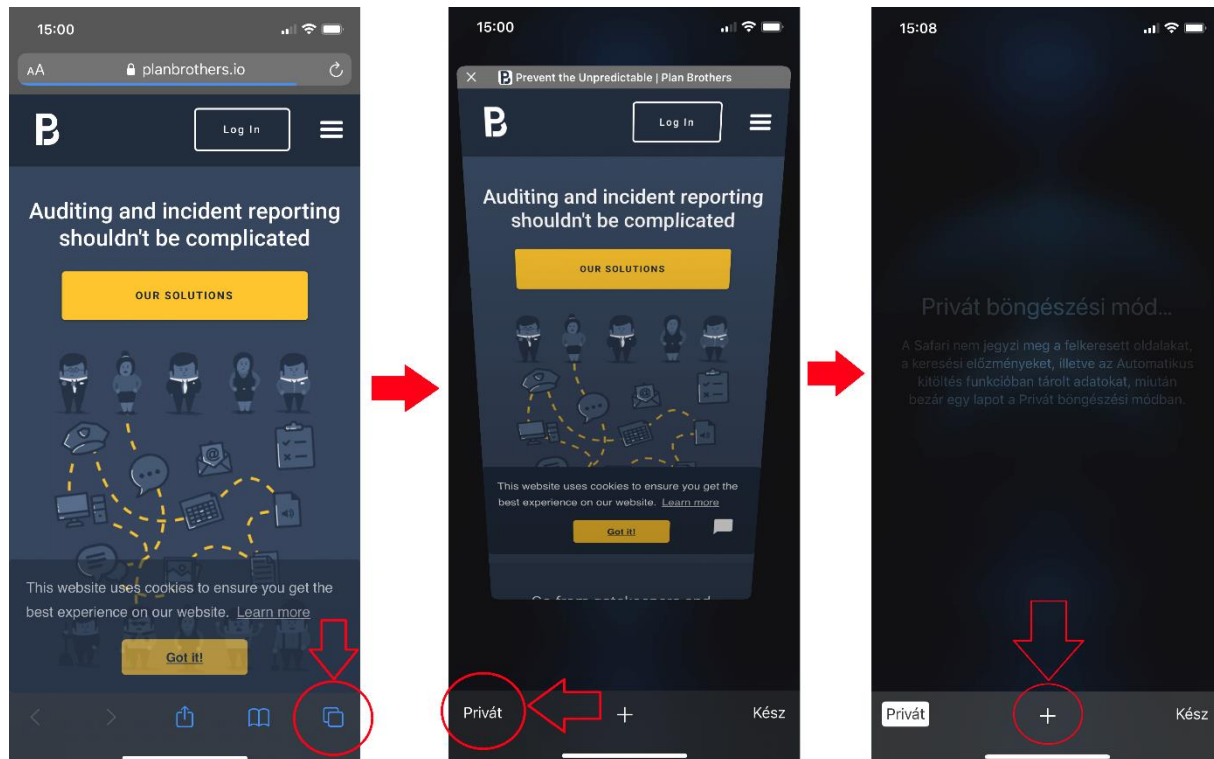 15:00
AA planbrothers.io
B
Log In
Auditing and incident reporting
shouldn't be complicated
OUR SOLUTIONS
This website uses cookies to ensure you get the
best experience on our website. Learn more
Got it!
15:00
B Prevent the Unpredictable | Plan Brothers
B
Log In
Auditing and incident reporting
shouldn't be complicated
OUR SOLUTIONS
This website uses cookies to ensure you get the
best experience on our website. Learn more
Got it!
Go from gatekeepers and
Privát
Kész
15:08
Privát böngészési mód...
A Safari nem jegyzi meg a felkeresett oldalakat,
a keresési előzményeket, illetve az Automatikus
kitöltés funkcióban tárolt adatokat, miután
bezár egy lapot a Privát böngészési módban.
Privát
Kész